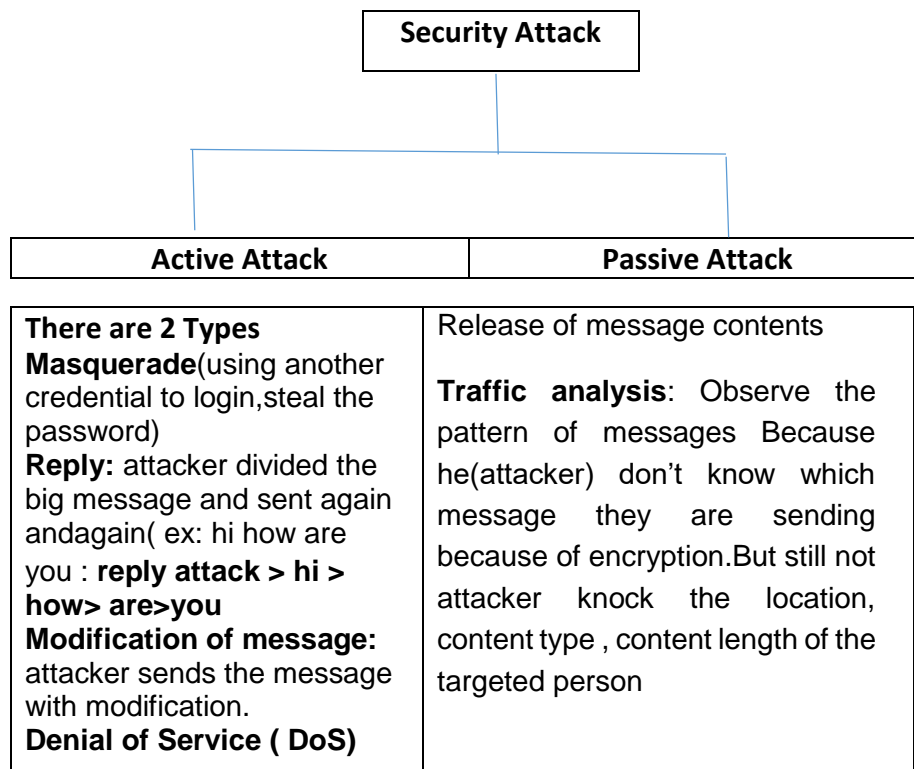 Security Attack
Active Attack
Passive Attack
There are 2 Types
Masquerade(using another
credential to login,steal the
password)
Reply: attacker divided the
big message and sent again
andagain( ex: hi how are
you : reply attack > hi >
how> are>you
Modification of message:
attacker sends the message
with modification.
Denial of Service ( DoS)
Release of message contents
Traffic analysis: Observe the
pattern of messages Because
he(attacker) don’t know which
message they are sending
because of encryption.But still not
attacker knock the location,
content type , content length of the
targeted person